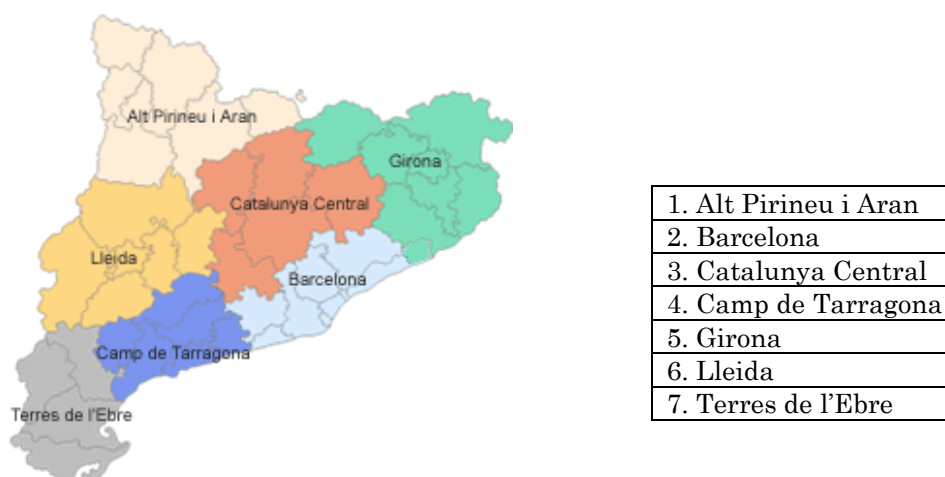 Alt Pirineu i Aran
Girona
Catalunya Central
Lleida
Barcelona
Camp de Tarragona
Terres de l'Ebre
1. Alt Pirineu i Aran
2. Barcelona
3. Catalunya Central
4. Camp de Tarragona
5. Girona
6. Lleida
7. Terres de l’Ebre